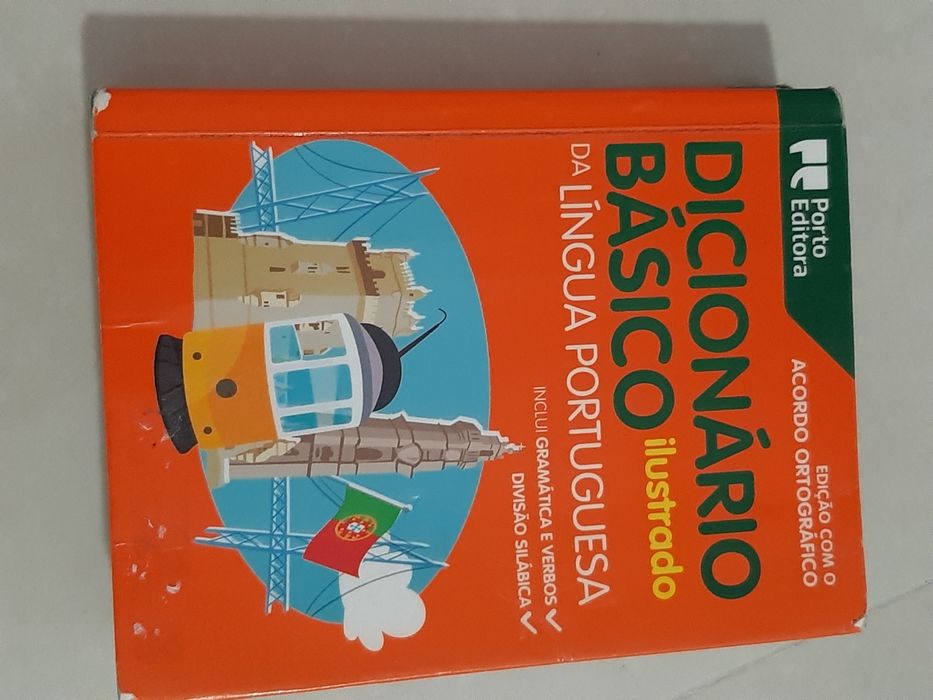 Porto
Editora
EDIÇÃO COM O
ACORDO ORTOGRÁFICO
DICIONÁRIO
BÁSICO ilustrado
DA LÍNGUA PORTUGUESA
INCLUI GRAMÁTICA E VERBOS
DIVISÃO SILÁBICA